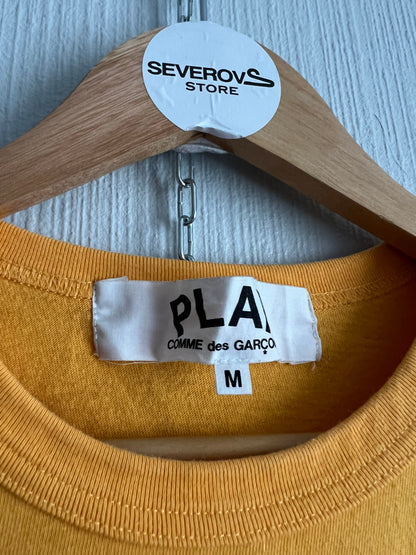 SEVEROVS
STORE
PLA
COMME des GARÇO
M